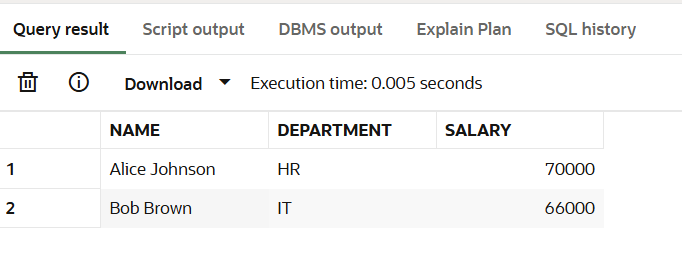 Query result Script output DBMS output Explain Plan SQL history
Download Execution time: 0.005 seconds
NAME DEPARTMENT SALARY
1 Alice Johnson HR 70000
2 Bob Brown IT 66000